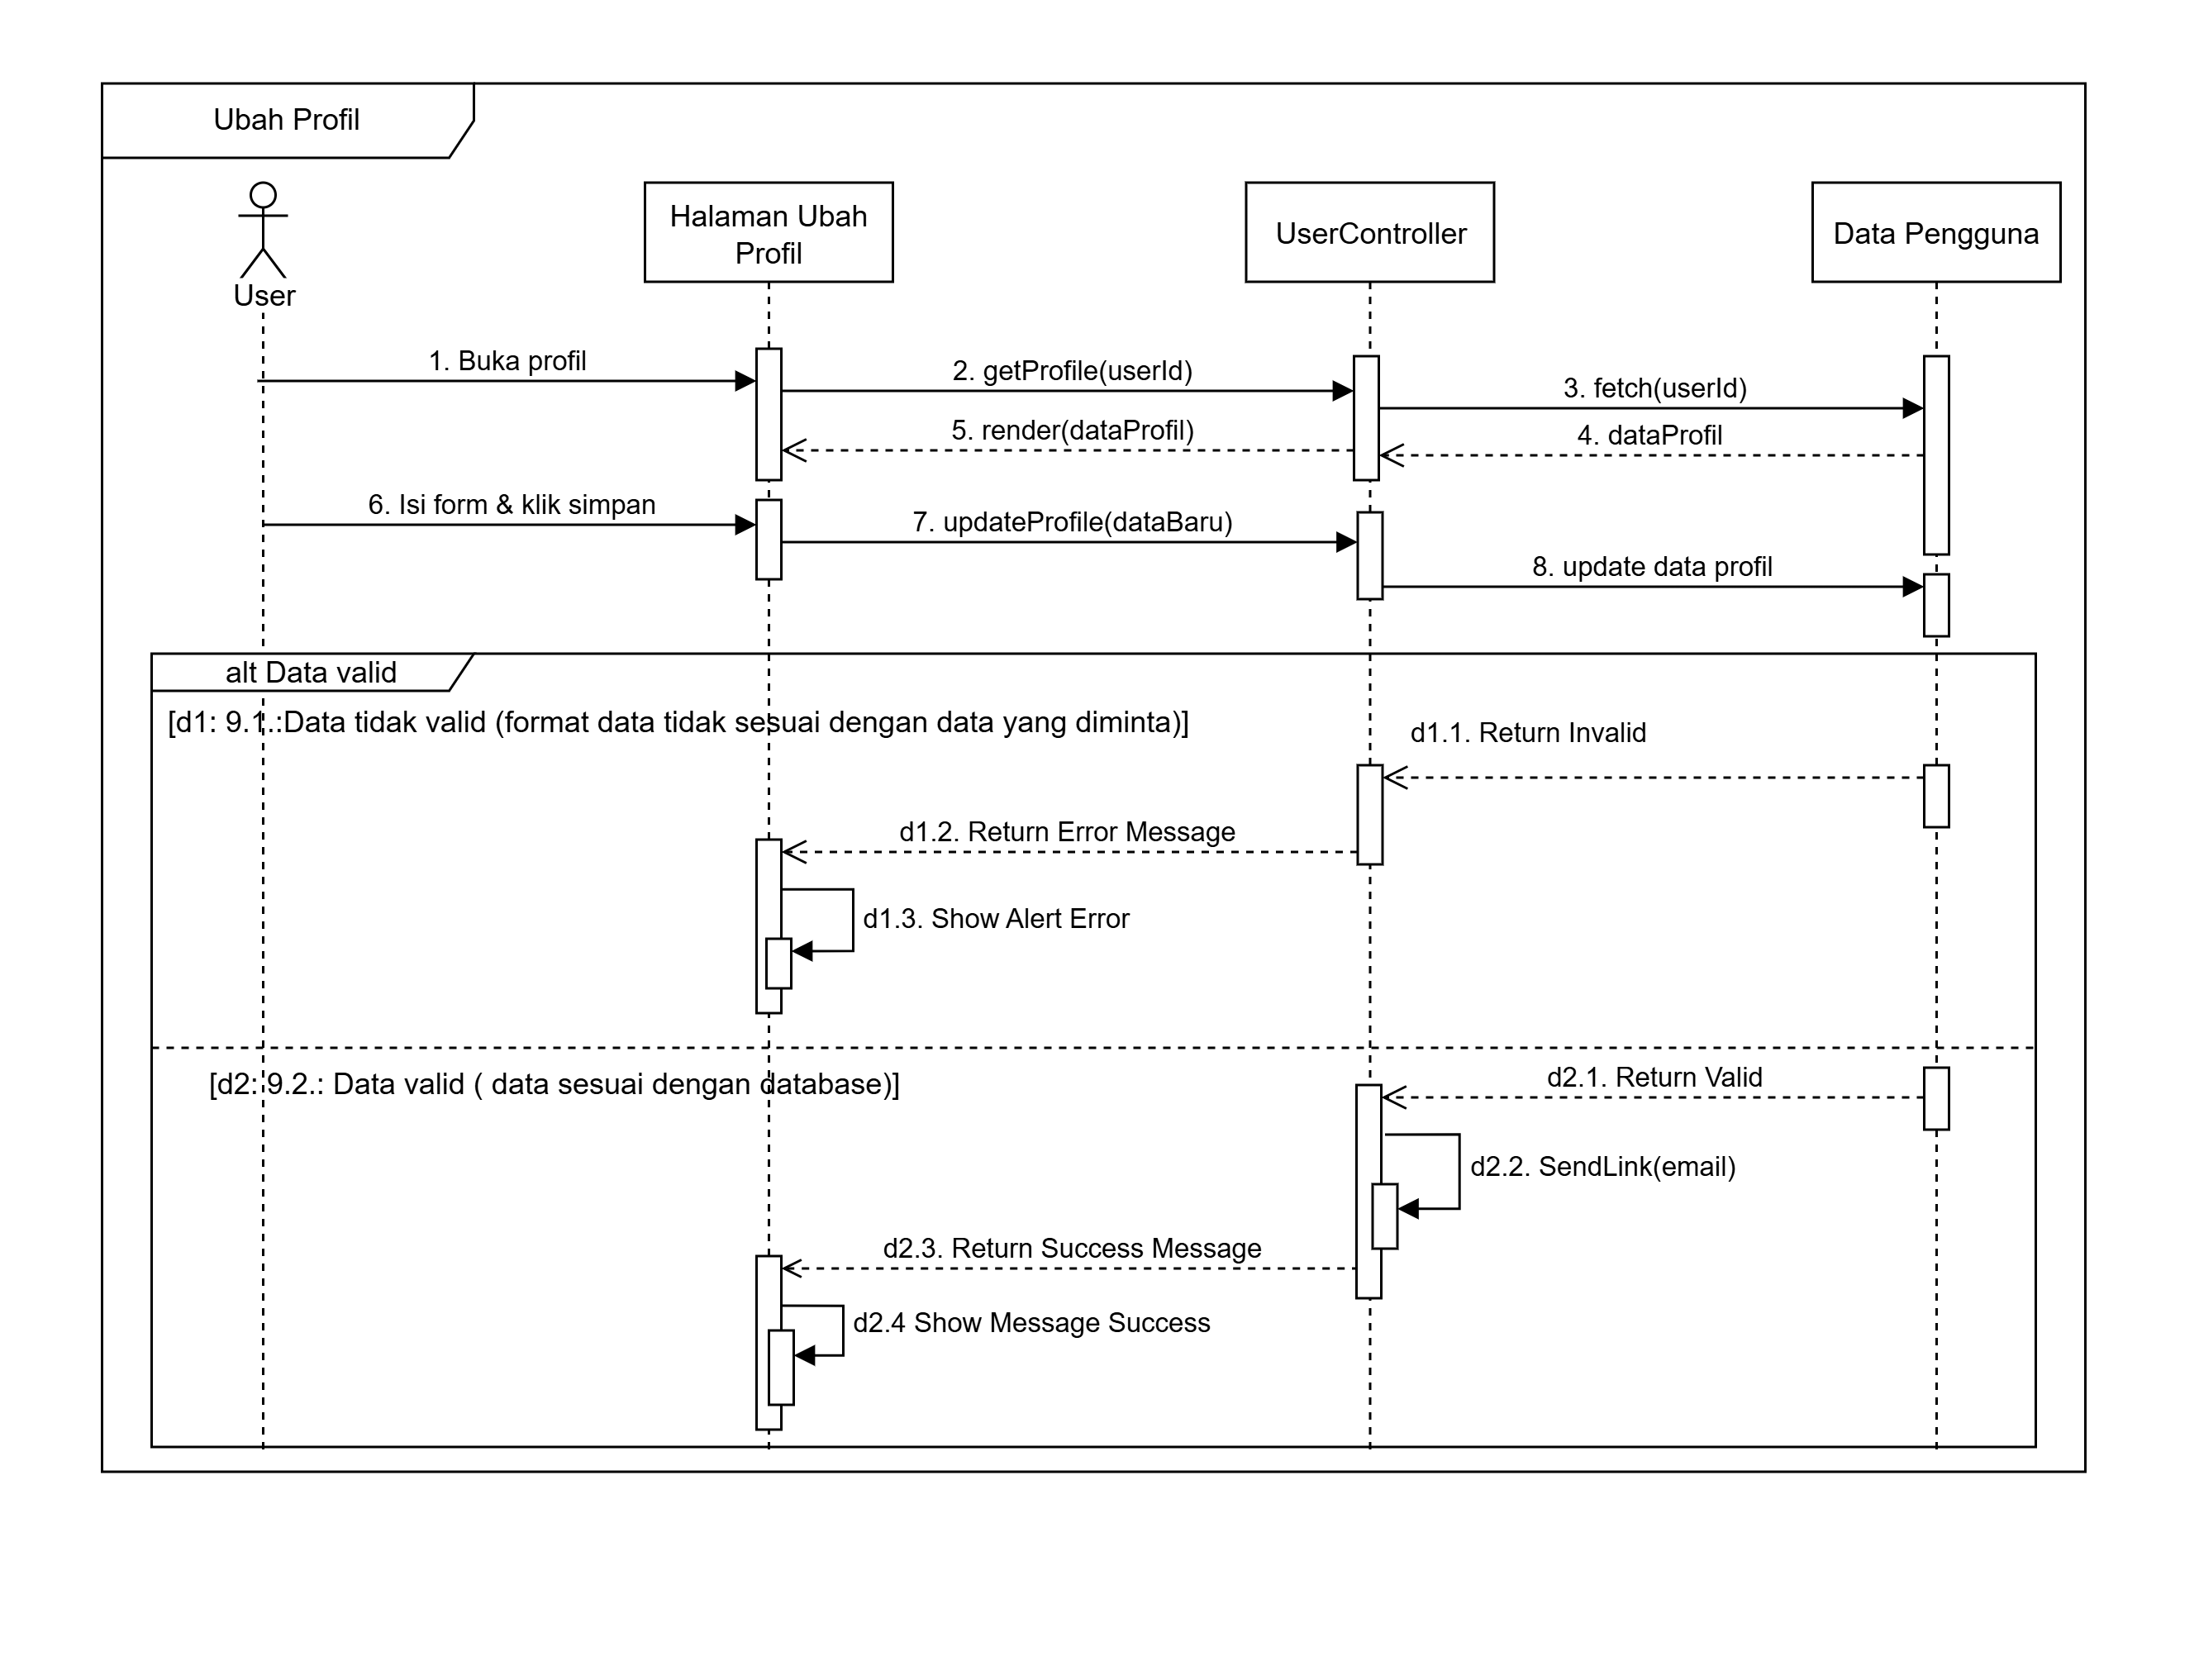 Ubah Profil
User
Halaman Ubah
Profil
UserController
Data Pengguna
1. Buka profil
2. getProfile(userId)
3. fetch(userId)
4. dataProfil
5. render(dataProfil)
6. Isi form & klik simpan
7. updateProfile(dataBaru)
8. update data profil
alt Data valid
[d1: 9.1.:Data tidak valid (format data tidak sesuai dengan data yang diminta)]
d1.1. Return Invalid
d1.2. Return Error Message
d1.3. Show Alert Error
[d2: 9.2.: Data valid ( data sesuai dengan database)]
d2.1. Return Valid
d2.2. SendLink(email)
d2.3. Return Success Message
d2.4 Show Message Success